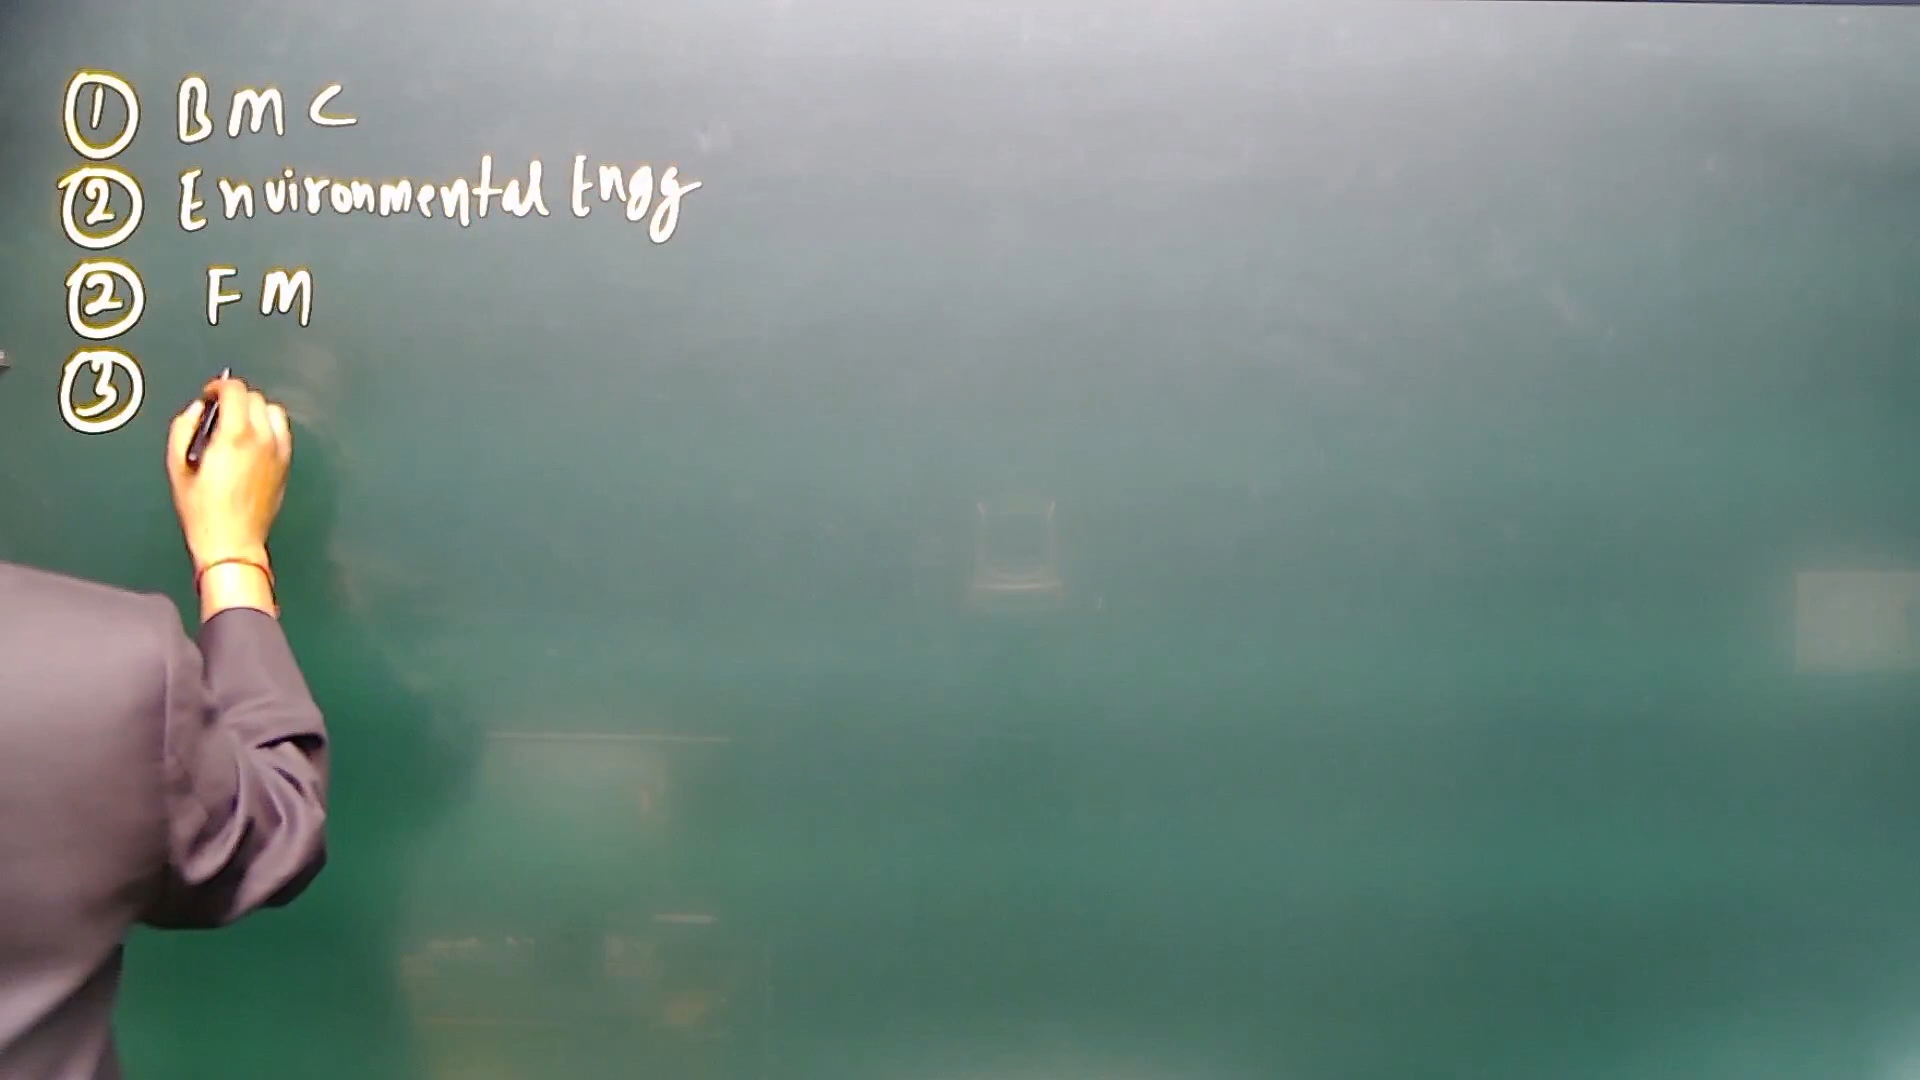 ① BMC
② Environmental Engg
② FM
③